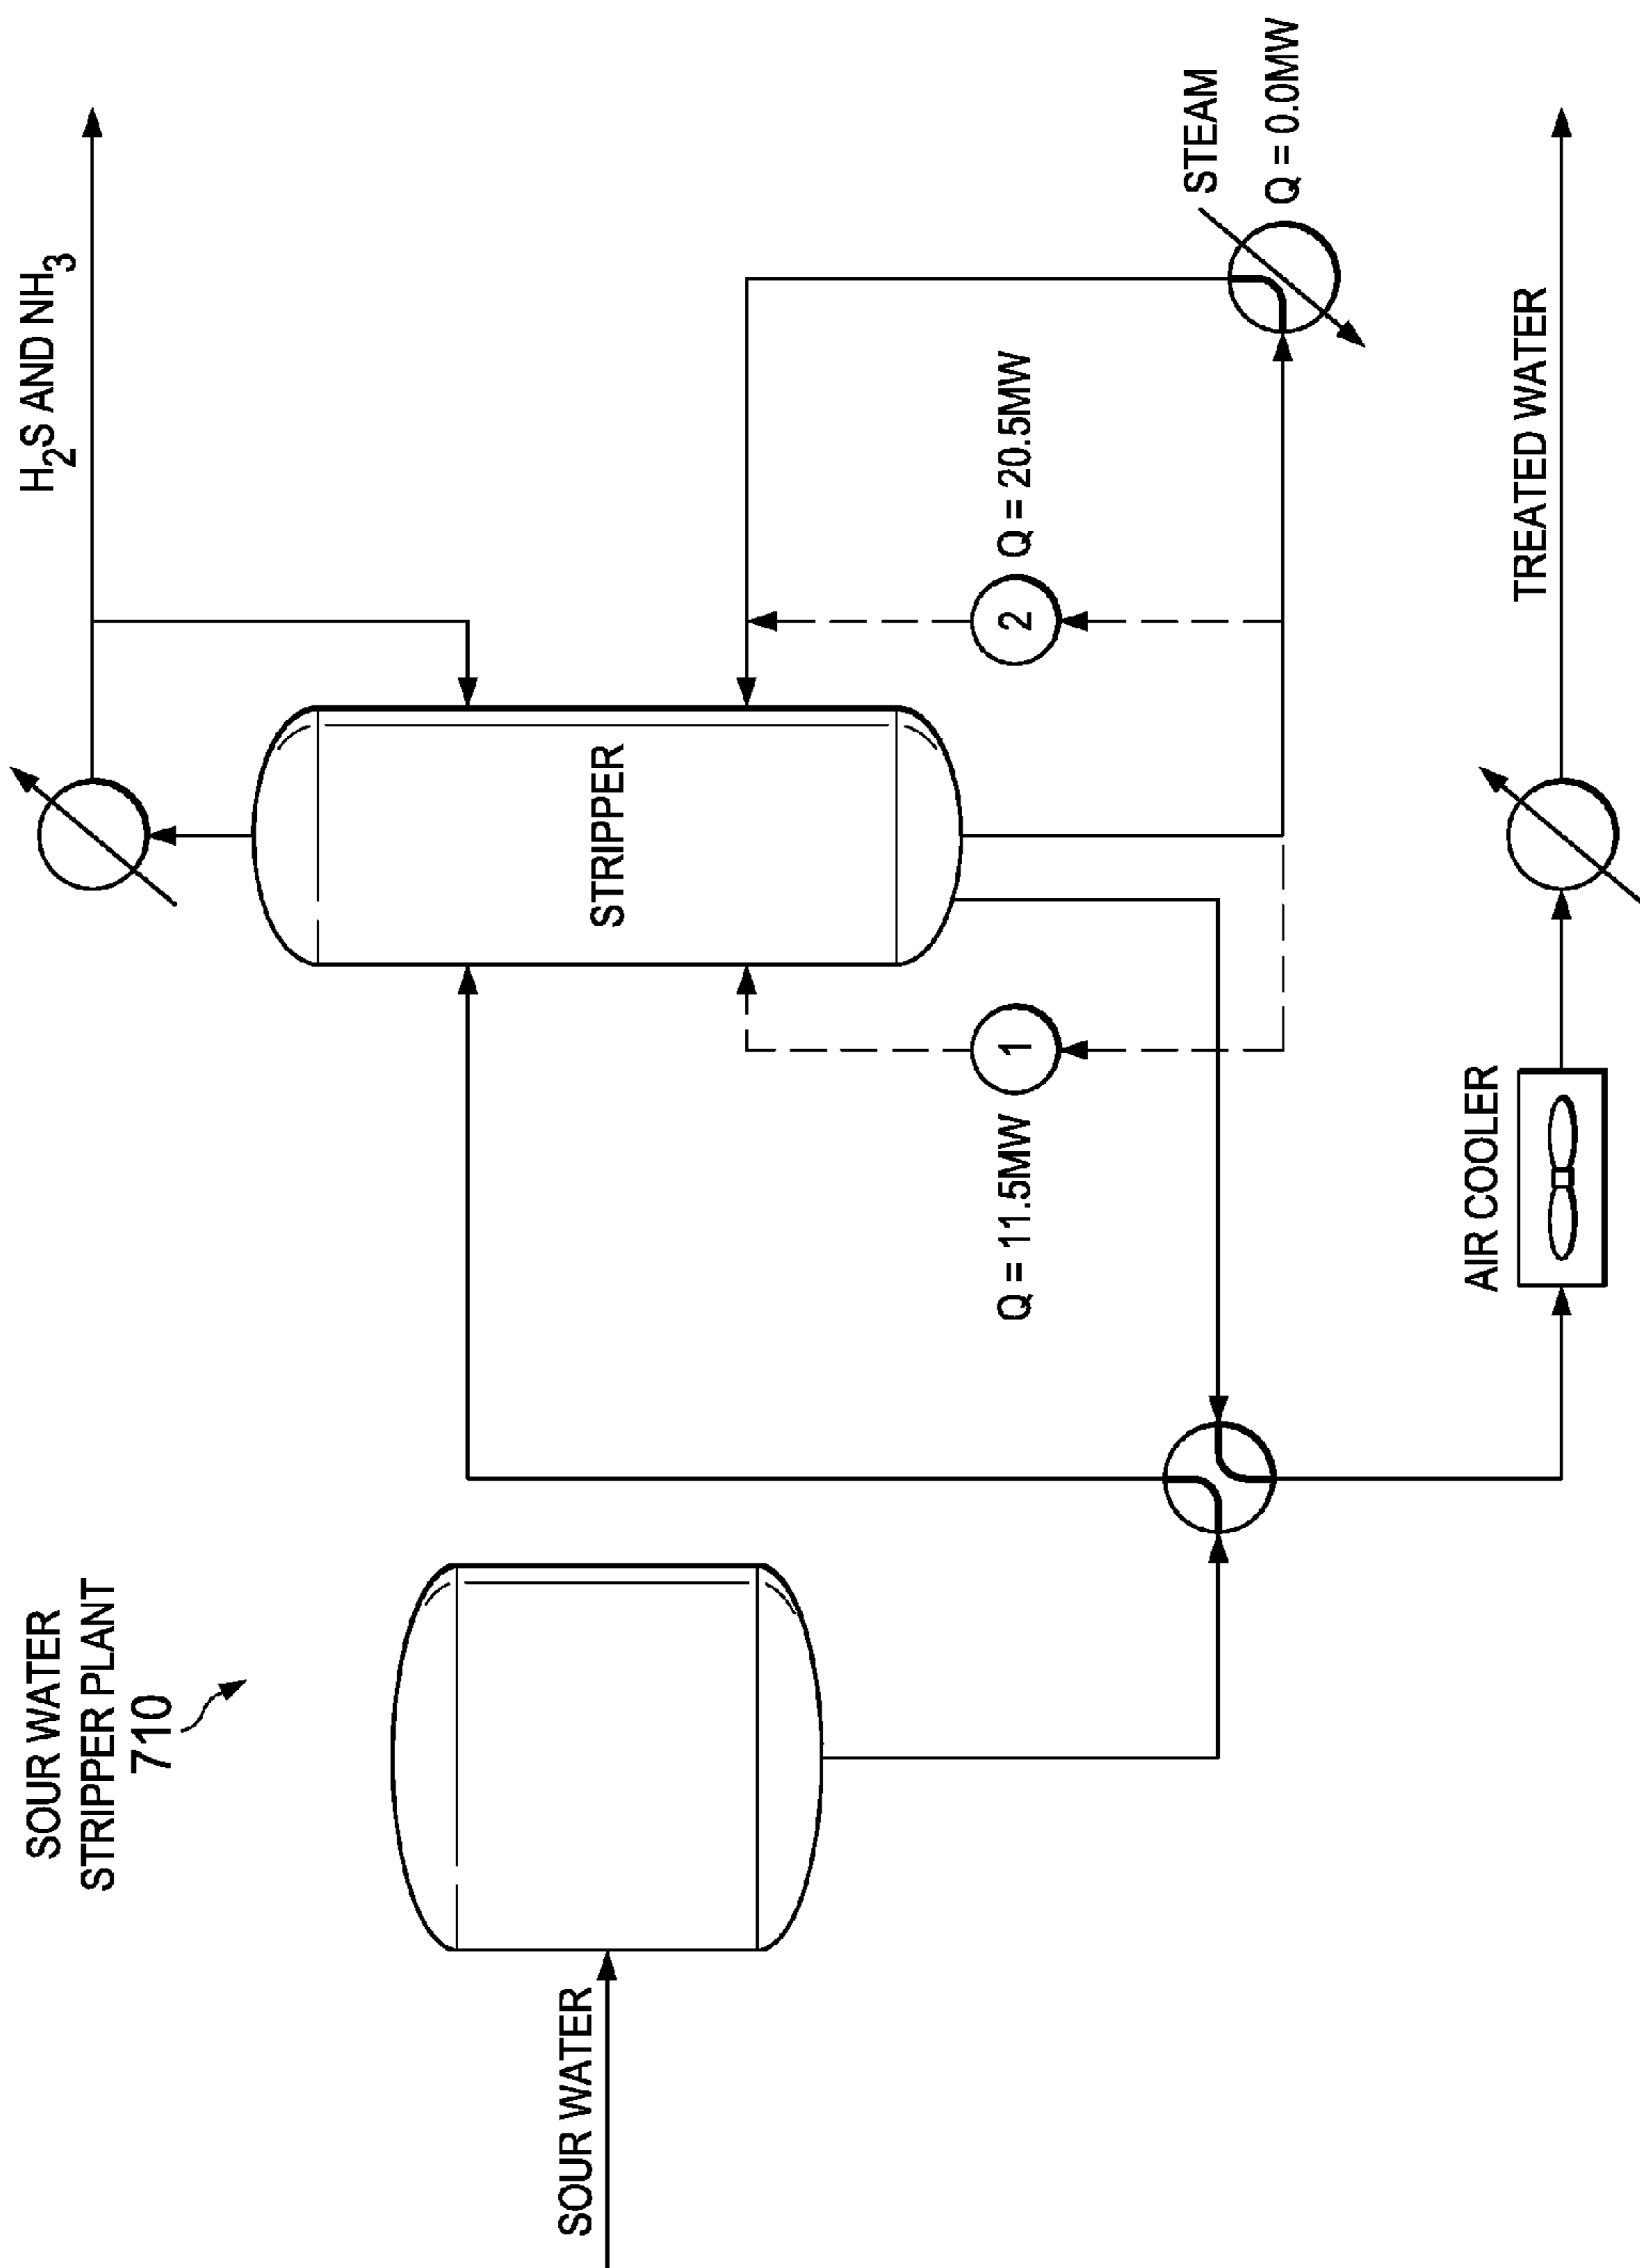 SOUR WATER
STRIPPER PLANT
710
H₂S AND NH₃
SOUR WATER
STRIPPER
Q = 11.5MW
1
2
Q = 20.5MW
STEAM
Q = 0.0MW
AIR COOLER
TREATED WATER